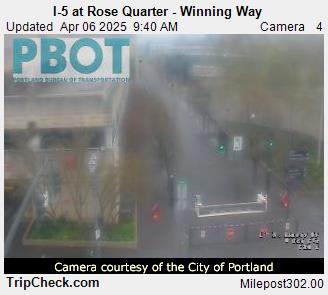 I-5 at Rose Quarter - Winning Way
Updated Apr 06 2025 9:40 AM Camera 4
PBOT
PORTLAND BUREAU OF TRANSPORTATION
Camera courtesy of the City of Portland
TripCheck.com Milepost302.00